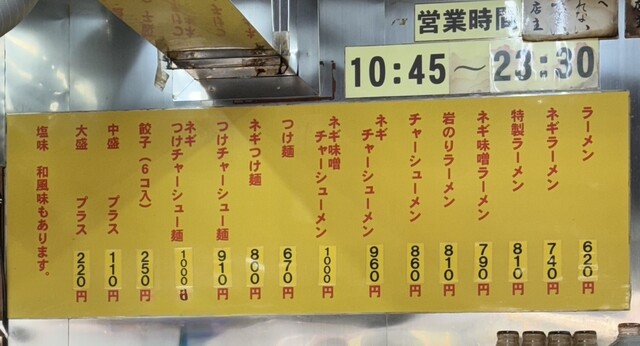 営業時間
10:45～23:30
店主
ラーメン 620円
ネギラーメン 740円
特製ラーメン 810円
ネギ味噌ラーメン 790円
岩のりラーメン 810円
チャーシューメン 860円
ネギ
チャーシューメン 960円
ネギ味噌
チャーシューメン 1000円
つけ麺 670円
ネギつけ麺 800円
つけチャーシュー麺 910円
ネギ
つけチャーシュー麺 1000円
餃子(6コ入) 250円
中盛 プラス 110円
大盛 プラス 220円
塩味 和風味もあります。